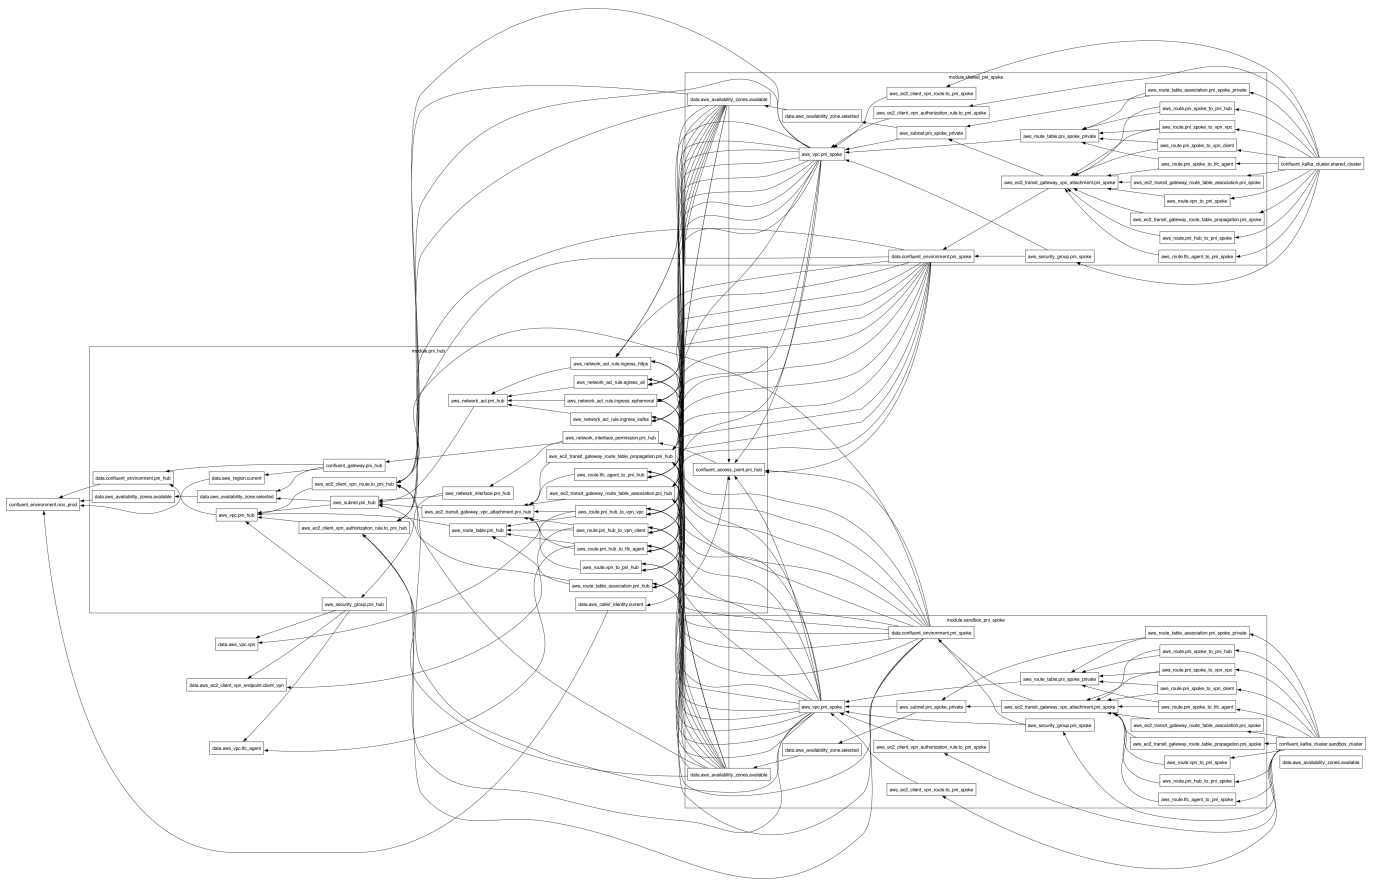 module.shared_pni_spoke
aws_ec2_client_vpn_route.to_pni_spoke
aws_route_table_association.pni_spoke_private
data.aws_availability_zones.available
aws_route.pni_spoke_to_pni_hub
aws_ec2_client_vpn_authorization_rule.to_pni_spoke
data.aws_availability_zone.selected
aws_route.pni_spoke_to_vpn_vpc
aws_subnet.pni_spoke_private
aws_route_table.pni_spoke_private
aws_route.pni_spoke_to_vpn_client
aws_vpc.pni_spoke
aws_route.pni_spoke_to_tfc_agent
confluent_kafka_cluster.shared_cluster
aws_ec2_transit_gateway_vpc_attachment.pni_spoke
aws_ec2_transit_gateway_route_table_association.pni_spoke
aws_route.vpn_to_pni_spoke
aws_ec2_transit_gateway_route_table_propagation.pni_spoke
aws_route.pni_hub_to_pni_spoke
data.confluent_environment.pni_spoke
aws_security_group.pni_spoke
aws_route.tfc_agent_to_pni_spoke
module.pni_hub
aws_network_acl_rule.ingress_https
aws_network_acl_rule.egress_all
aws_network_acl.pni_hub
aws_network_acl_rule.ingress_ephemeral
aws_network_acl_rule.ingress_kafka
aws_network_interface_permission.pni_hub
confluent_gateway.pni_hub
aws_ec2_transit_gateway_route_table_propagation.pni_hub
data.confluent_environment.pni_hub
data.aws_region.current
aws_route.tfc_agent_to_pni_hub
confluent_access_point.pni_hub
aws_ec2_client_vpn_route.to_pni_hub
aws_network_interface.pni_hub
aws_ec2_transit_gateway_route_table_association.pni_hub
data.aws_availability_zones.available
data.aws_availability_zone.selected
aws_subnet.pni_hub
confluent_environment.non_prod
aws_vpc.pni_hub
aws_ec2_transit_gateway_vpc_attachment.pni_hub
aws_route.pni_hub_to_vpn_vpc
aws_ec2_client_vpn_authorization_rule.to_pni_hub
aws_route_table.pni_hub
aws_route.pni_hub_to_vpn_client
aws_route.pni_hub_to_tfc_agent
aws_route.vpn_to_pni_hub
aws_route_table_association.pni_hub
aws_security_group.pni_hub
data.aws_caller_identity.current
data.aws_vpc.vpn
data.aws_ec2_client_vpn_endpoint.client_vpn
data.aws_vpc.tfc_agent
module.sandbox_pni_spoke
data.confluent_environment.pni_spoke
aws_route_table_association.pni_spoke_private
aws_route.pni_spoke_to_pni_hub
aws_route.pni_spoke_to_vpn_vpc
aws_route_table.pni_spoke_private
aws_route.pni_spoke_to_vpn_client
aws_vpc.pni_spoke
aws_subnet.pni_spoke_private
aws_ec2_transit_gateway_vpc_attachment.pni_spoke
aws_route.pni_spoke_to_tfc_agent
aws_security_group.pni_spoke
aws_ec2_transit_gateway_route_table_association.pni_spoke
data.aws_availability_zone.selected
aws_ec2_client_vpn_authorization_rule.to_pni_spoke
aws_ec2_transit_gateway_route_table_propagation.pni_spoke
confluent_kafka_cluster.sandbox_cluster
aws_route.vpn_to_pni_spoke
data.aws_availability_zones.available
data.aws_availability_zones.available
aws_route.pni_hub_to_pni_spoke
aws_ec2_client_vpn_route.to_pni_spoke
aws_route.tfc_agent_to_pni_spoke